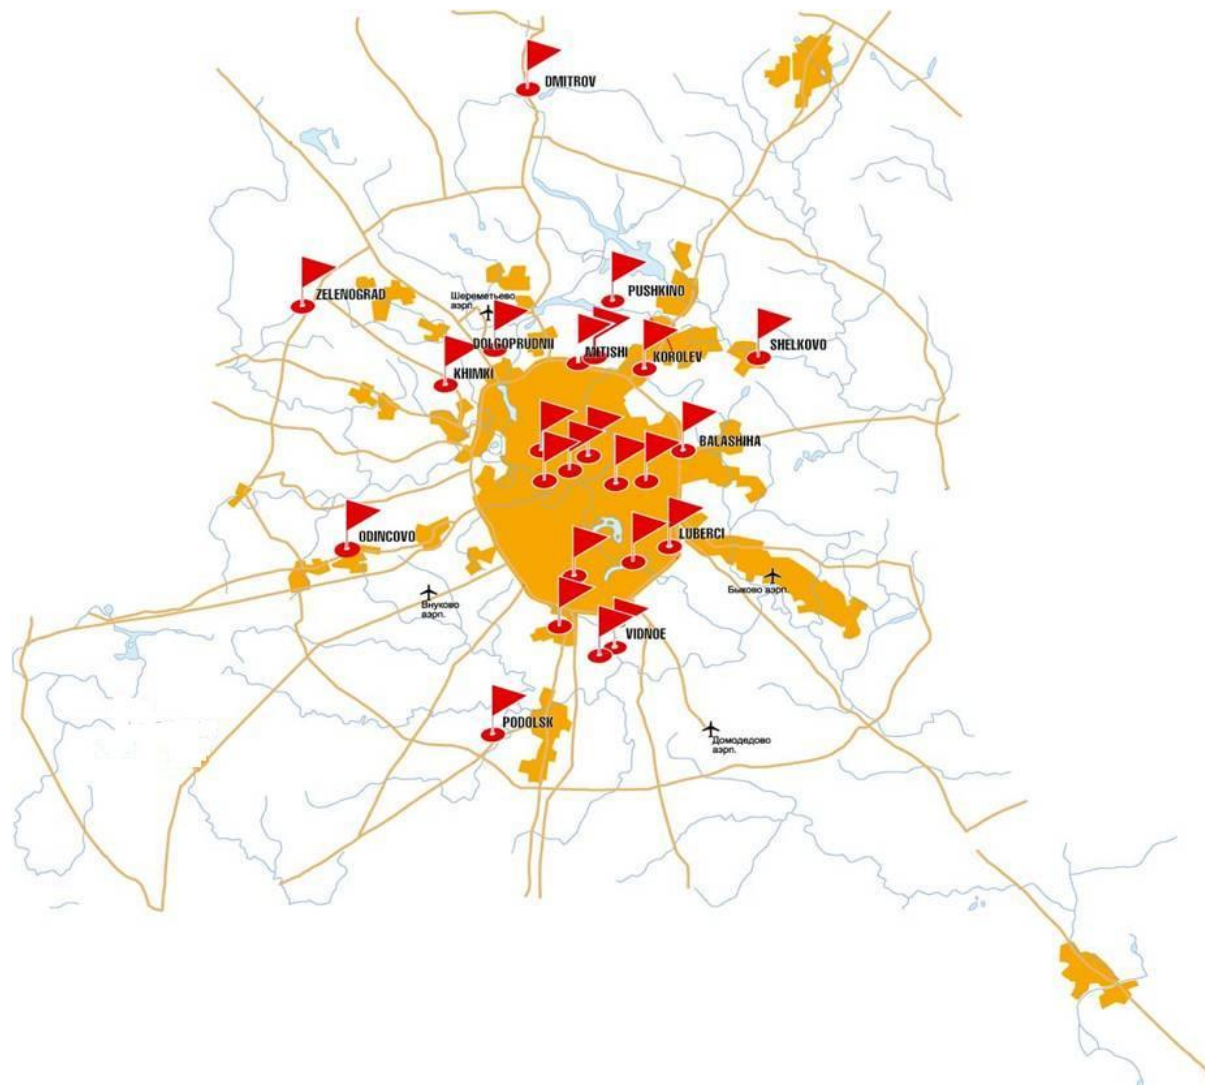 DMITROV
PUSHKINO
ZELENOGRAD
Шереметьево
аэрп.
DOLGOPRUDNII
MITISHI
KOROLEV
SHELKOVO
KHIMKI
BALASHIHA
ODINCOVO
LUBERCI
Быково аэрп.
Внуково
аэрп.
VIDNOE
PODOLSK
Домодедово
аэрп.